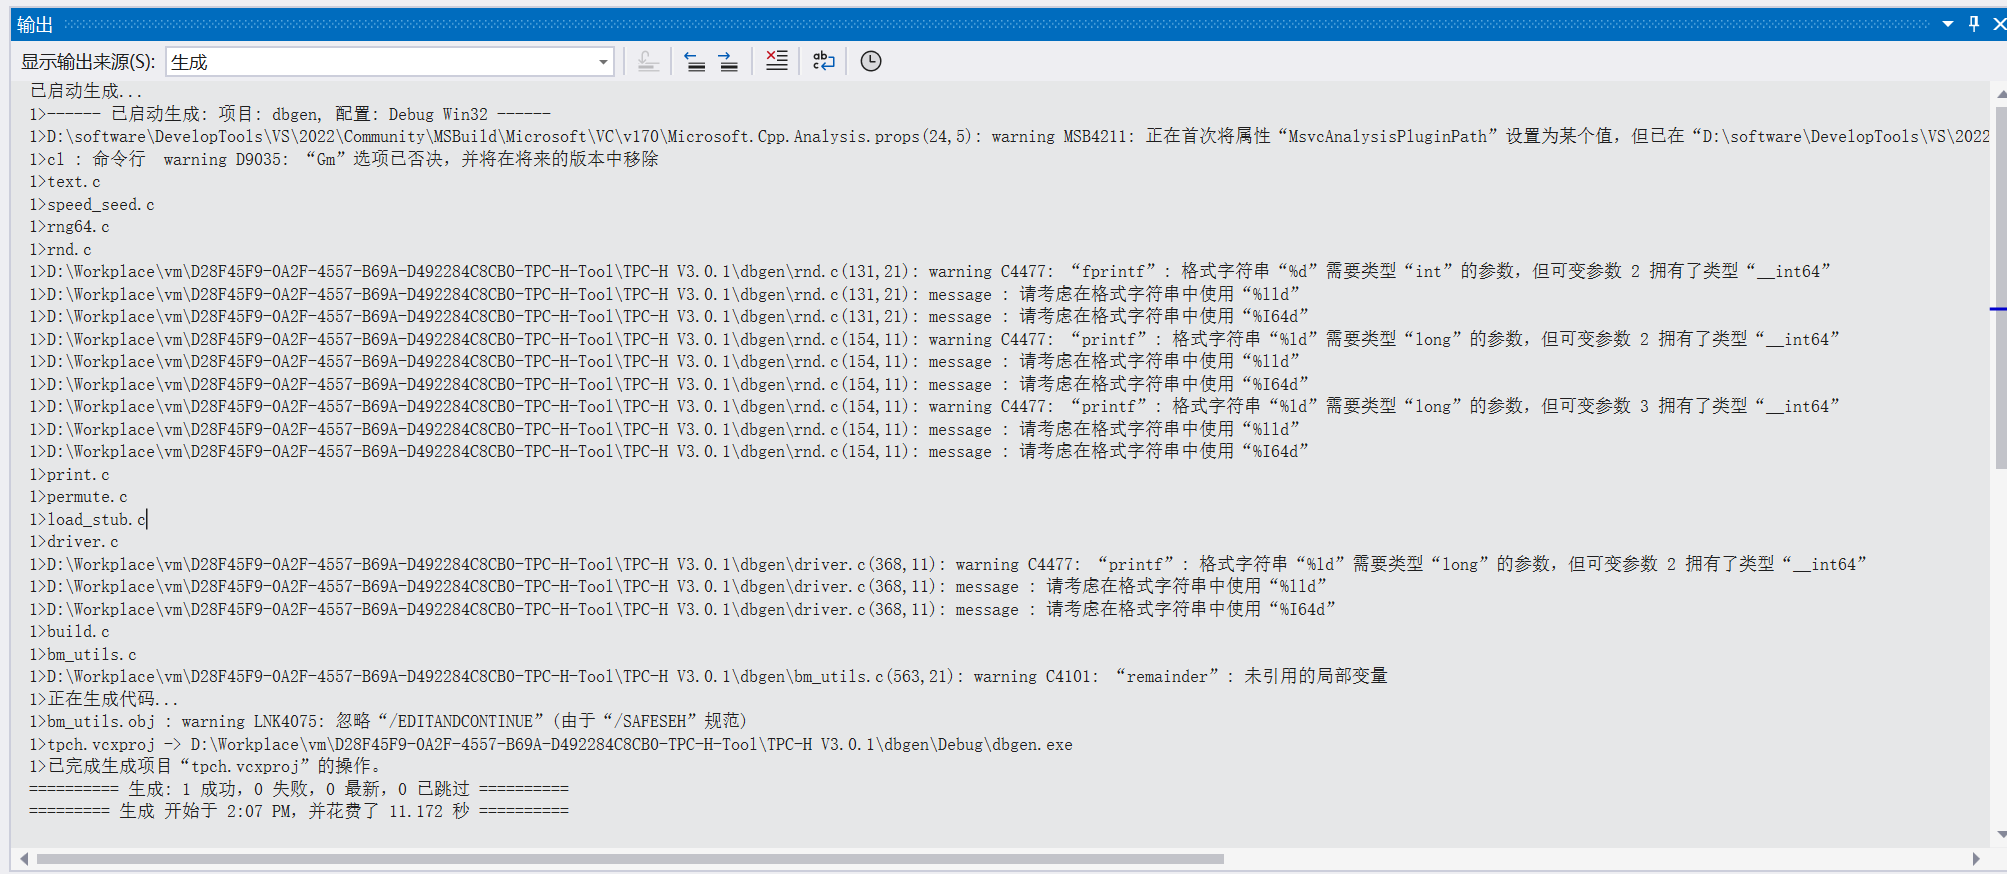 输出
显示输出来源(S): 生成
已启动生成...
1>------ 已启动生成: 项目: dbgen, 配置: Debug Win32 ------
1>D:\software\DevelopTools\VS\2022\Community\MSBuild\Microsoft\VC\v170\Microsoft.Cpp.Analysis.props(24,5): warning MSB4211: 正在首次将属性“MsvcAnalysisPluginPath”设置为某个值，但已在“D:\software\DevelopTools\VS\2022
1>cl : 命令行  warning D9035: “Gm”选项已否决，并将在将来的版本中移除
1>text.c
1>speed_seed.c
1>rng64.c
1>rnd.c
1>D:\Workplace\vm\D28F45F9-0A2F-4557-B69A-D492284C8CB0-TPC-H-Tool\TPC-H V3.0.1\dbgen\rnd.c(131,21): warning C4477: “fprintf”: 格式字符串“%d”需要类型“int”的参数，但可变参数 2 拥有了类型“__int64”
1>D:\Workplace\vm\D28F45F9-0A2F-4557-B69A-D492284C8CB0-TPC-H-Tool\TPC-H V3.0.1\dbgen\rnd.c(131,21): message : 请考虑在格式字符串中使用“%lld”
1>D:\Workplace\vm\D28F45F9-0A2F-4557-B69A-D492284C8CB0-TPC-H-Tool\TPC-H V3.0.1\dbgen\rnd.c(131,21): message : 请考虑在格式字符串中使用“%I64d”
1>D:\Workplace\vm\D28F45F9-0A2F-4557-B69A-D492284C8CB0-TPC-H-Tool\TPC-H V3.0.1\dbgen\rnd.c(154,11): warning C4477: “printf”: 格式字符串“%ld”需要类型“long”的参数，但可变参数 2 拥有了类型“__int64”
1>D:\Workplace\vm\D28F45F9-0A2F-4557-B69A-D492284C8CB0-TPC-H-Tool\TPC-H V3.0.1\dbgen\rnd.c(154,11): message : 请考虑在格式字符串中使用“%lld”
1>D:\Workplace\vm\D28F45F9-0A2F-4557-B69A-D492284C8CB0-TPC-H-Tool\TPC-H V3.0.1\dbgen\rnd.c(154,11): message : 请考虑在格式字符串中使用“%I64d”
1>D:\Workplace\vm\D28F45F9-0A2F-4557-B69A-D492284C8CB0-TPC-H-Tool\TPC-H V3.0.1\dbgen\rnd.c(154,11): warning C4477: “printf”: 格式字符串“%ld”需要类型“long”的参数，但可变参数 3 拥有了类型“__int64”
1>D:\Workplace\vm\D28F45F9-0A2F-4557-B69A-D492284C8CB0-TPC-H-Tool\TPC-H V3.0.1\dbgen\rnd.c(154,11): message : 请考虑在格式字符串中使用“%lld”
1>D:\Workplace\vm\D28F45F9-0A2F-4557-B69A-D492284C8CB0-TPC-H-Tool\TPC-H V3.0.1\dbgen\rnd.c(154,11): message : 请考虑在格式字符串中使用“%I64d”
1>print.c
1>permute.c
1>load_stub.c
1>driver.c
1>D:\Workplace\vm\D28F45F9-0A2F-4557-B69A-D492284C8CB0-TPC-H-Tool\TPC-H V3.0.1\dbgen\driver.c(368,11): warning C4477: “printf”: 格式字符串“%ld”需要类型“long”的参数，但可变参数 2 拥有了类型“__int64”
1>D:\Workplace\vm\D28F45F9-0A2F-4557-B69A-D492284C8CB0-TPC-H-Tool\TPC-H V3.0.1\dbgen\driver.c(368,11): message : 请考虑在格式字符串中使用“%lld”
1>D:\Workplace\vm\D28F45F9-0A2F-4557-B69A-D492284C8CB0-TPC-H-Tool\TPC-H V3.0.1\dbgen\driver.c(368,11): message : 请考虑在格式字符串中使用“%I64d”
1>build.c
1>bm_utils.c
1>D:\Workplace\vm\D28F45F9-0A2F-4557-B69A-D492284C8CB0-TPC-H-Tool\TPC-H V3.0.1\dbgen\bm_utils.c(563,21): warning C4101: “remainder”: 未引用的局部变量
1>正在生成代码...
1>bm_utils.obj : warning LNK4075: 忽略“/EDITANDCONTINUE”(由于“/SAFESEH”规范)
1>tpch.vcxproj -> D:\Workplace\vm\D28F45F9-0A2F-4557-B69A-D492284C8CB0-TPC-H-Tool\TPC-H V3.0.1\dbgen\Debug\dbgen.exe
1>已完成生成项目“tpch.vcxproj”的操作。
========== 生成: 1 成功，0 失败，0 最新，0 已跳过 ==========
========= 生成 开始于 2:07 PM，并花费了 11.172 秒 ==========